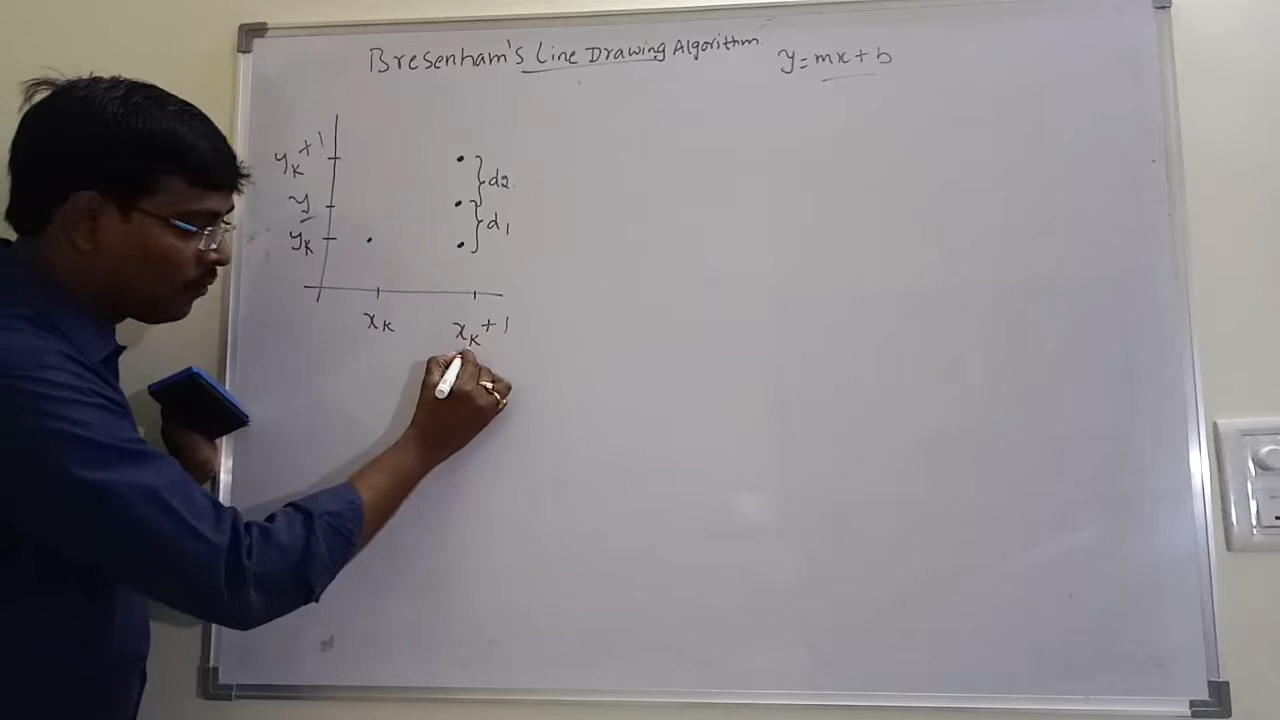 Bresenham's Line Drawing Algorithm.
y = mx + b
yK + 1
d2
y
d1
yK
xK
xK + 1